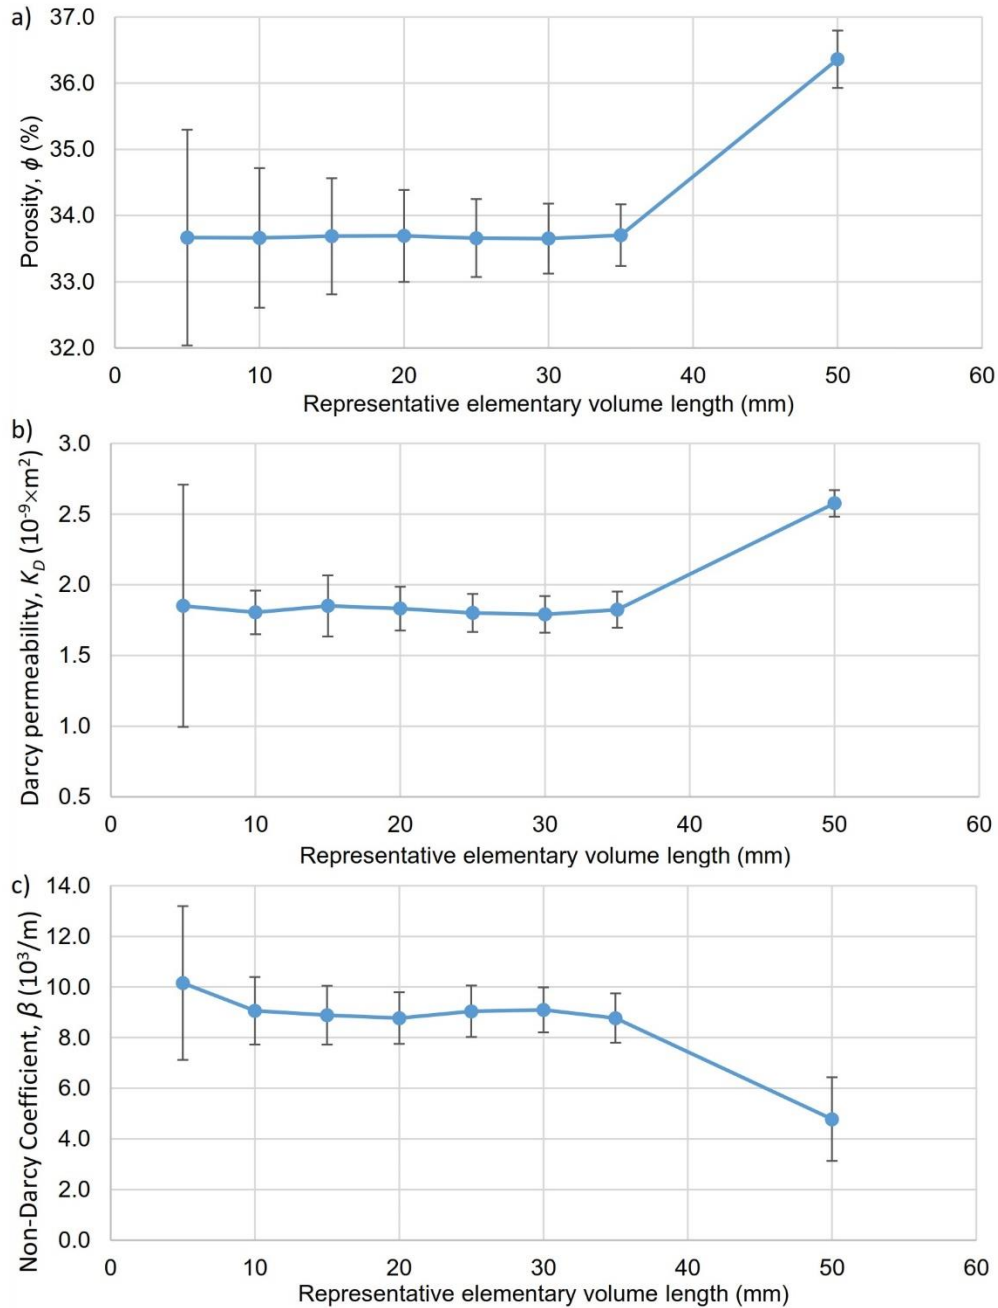 a)
Porosity, ϕ (%)
37.0
36.0
35.0
34.0
33.0
32.0
0 10 20 30 40 50 60
Representative elementary volume length (mm)
b)
Darcy permeability, K_D (10⁻⁹×m²)
3.0
2.5
2.0
1.5
1.0
0.5
0 10 20 30 40 50 60
Representative elementary volume length (mm)
c)
Non-Darcy Coefficient, β (10³/m)
14.0
12.0
10.0
8.0
6.0
4.0
2.0
0.0
0 10 20 30 40 50 60
Representative elementary volume length (mm)